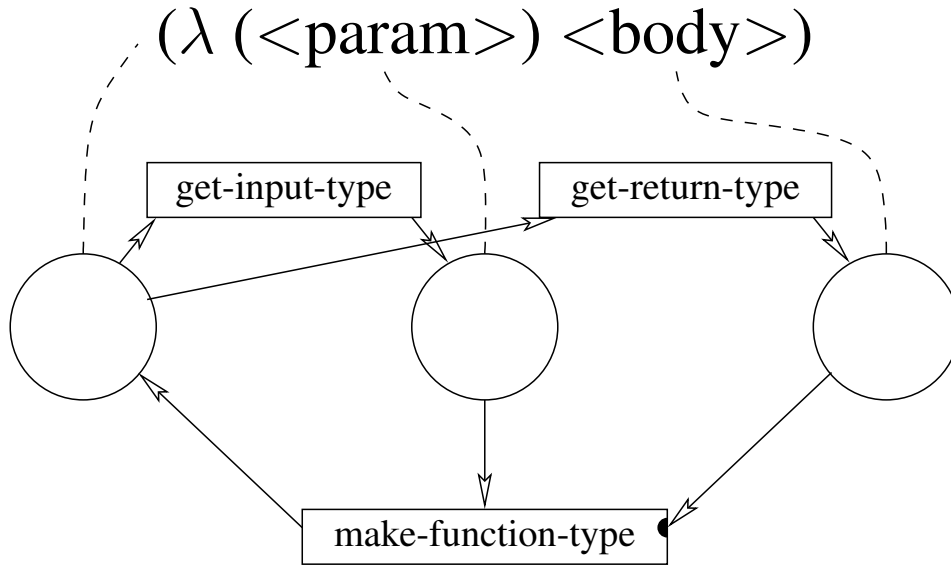 (λ (<param>) <body>)
get-input-type
get-return-type
make-function-type